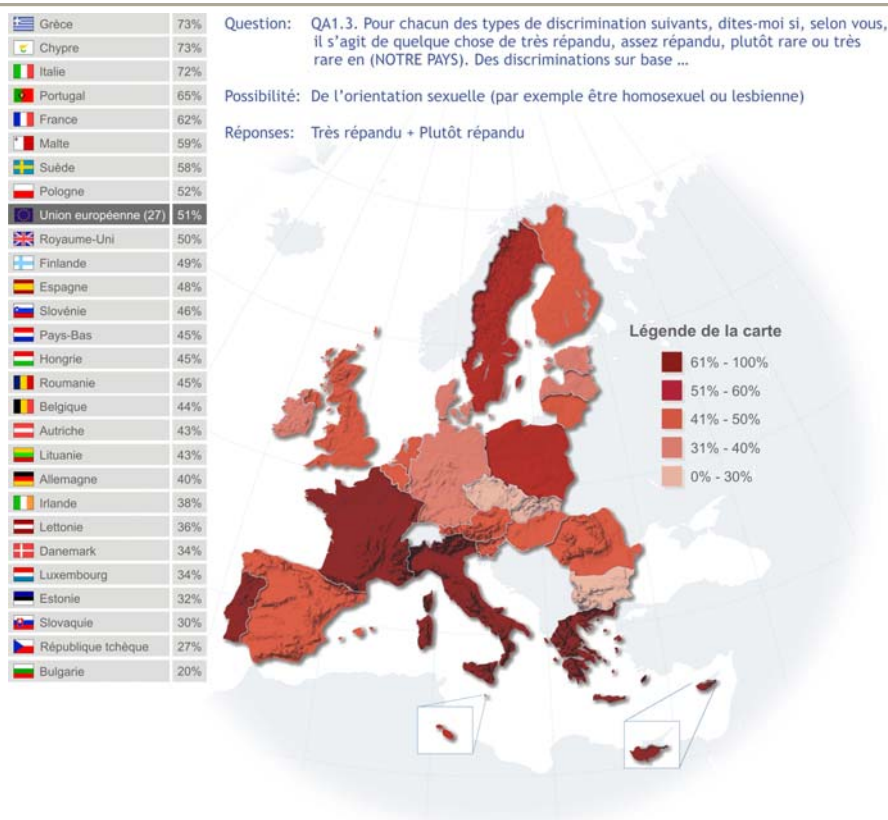 Grèce 73%
Chypre 73%
Italie 72%
Portugal 65%
France 62%
Malte 59%
Suède 58%
Pologne 52%
Union européenne (27) 51%
Royaume-Uni 50%
Finlande 49%
Espagne 48%
Slovénie 46%
Pays-Bas 45%
Hongrie 45%
Roumanie 45%
Belgique 44%
Autriche 43%
Lituanie 43%
Allemagne 40%
Irlande 38%
Lettonie 36%
Danemark 34%
Luxembourg 34%
Estonie 32%
Slovaquie 30%
République tchèque 27%
Bulgarie 20%
Question: QA1.3. Pour chacun des types de discrimination suivants, dites-moi si, selon vous,
il s'agit de quelque chose de très répandu, assez répandu, plutôt rare ou très
rare en (NOTRE PAYS). Des discriminations sur base …
Possibilité: De l'orientation sexuelle (par exemple être homosexuel ou lesbienne)
Réponses: Très répandu + Plutôt répandu
Légende de la carte
61% - 100%
51% - 60%
41% - 50%
31% - 40%
0% - 30%